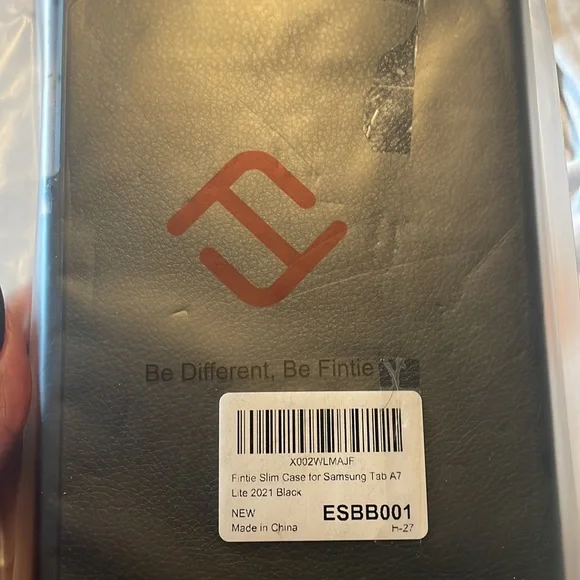 Be Different, Be Fintie
X002WLMAJF
Fintie Slim Case for Samsung Tab A7
Lite 2021 Black
NEW
ESBB001
Made in China
H-27